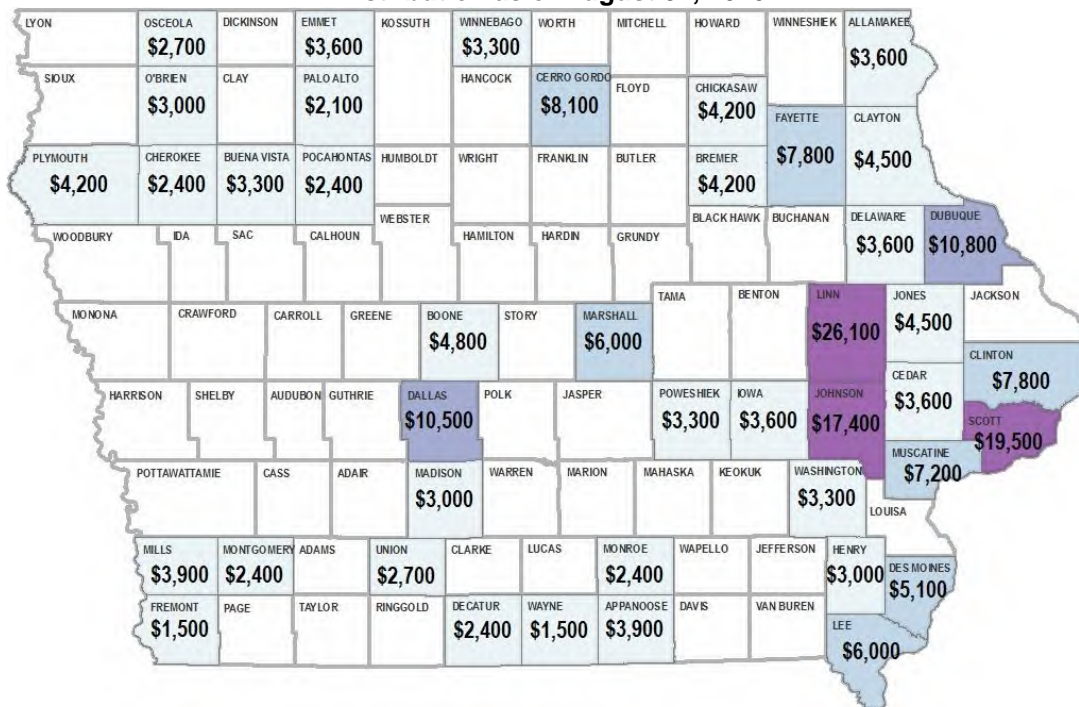 as of August
LYON
OSCEOLA
$2,700
DICKINSON
EMMET
$3,600
KOSSUTH
WINNEBAGO
$3,300
WORTH
MITCHELL
HOWARD
WINNESHIEK
ALLAMAKEE
$3,600
SIOUX
O'BRIEN
$3,000
CLAY
PALO ALTO
$2,100
HANCOCK
CERRO GORDO
$8,100
FLOYD
CHICKASAW
$4,200
FAYETTE
$7,800
CLAYTON
$4,500
PLYMOUTH
$4,200
CHEROKEE
$2,400
BUENA VISTA
$3,300
POCAHONTAS
$2,400
HUMBOLDT
WRIGHT
FRANKLIN
BUTLER
BREMER
$4,200
WEBSTER
BLACK HAWK
BUCHANAN
DELAWARE
$3,600
DUBUQUE
$10,800
WOODBURY
IDA
SAC
CALHOUN
HAMILTON
HARDIN
GRUNDY
MONONA
CRAWFORD
CARROLL
GREENE
BOONE
$4,800
STORY
MARSHALL
$6,000
TAMA
BENTON
LINN
$26,100
JONES
$4,500
JACKSON
CLINTON
$7,800
HARRISON
SHELBY
AUDUBON
GUTHRIE
DALLAS
$10,500
POLK
JASPER
POWESHIEK
$3,300
IOWA
$3,600
JOHNSON
$17,400
CEDAR
$3,600
SCOTT
$19,500
MUSCATINE
$7,200
POTTAWATTAMIE
CASS
ADAIR
MADISON
$3,000
WARREN
MARION
MAHASKA
KEOKUK
WASHINGTON
$3,300
LOUISA
MILLS
$3,900
MONTGOMERY
$2,400
ADAMS
UNION
$2,700
CLARKE
LUCAS
MONROE
$2,400
WAPELLO
JEFFERSON
HENRY
$3,000
DES MOINES
$5,100
FREMONT
$1,500
PAGE
TAYLOR
RINGGOLD
DECATUR
$2,400
WAYNE
$1,500
APPANOOSE
$3,900
DAVIS
VAN BUREN
LEE
$6,000